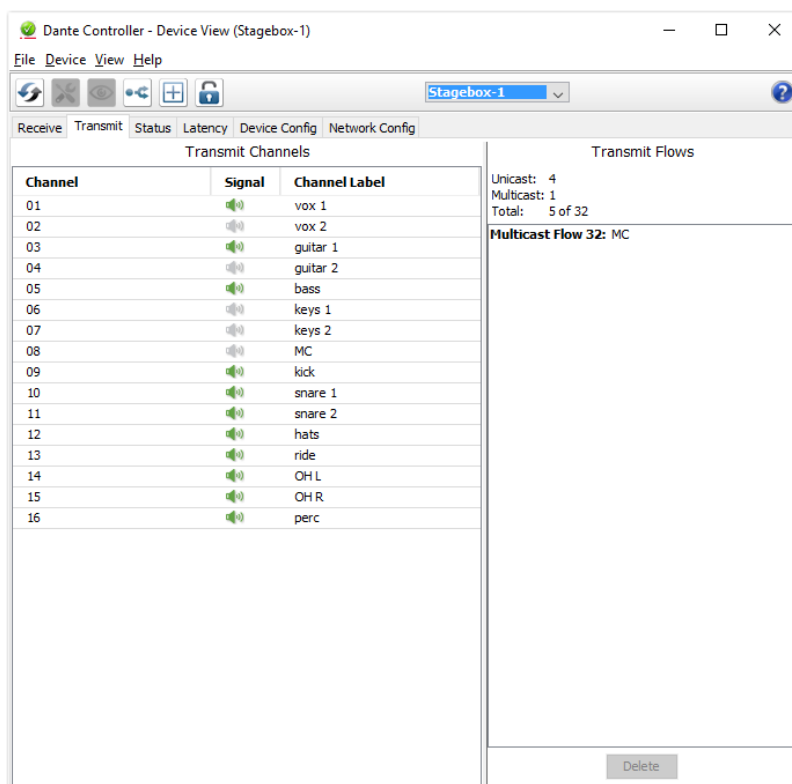 Dante Controller - Device View (Stagebox-1)
File Device View Help
Stagebox-1
?
Receive Transmit Status Latency Device Config Network Config
Transmit Channels
Channel Signal Channel Label
01 vox 1
02 vox 2
03 guitar 1
04 guitar 2
05 bass
06 keys 1
07 keys 2
08 MC
09 kick
10 snare 1
11 snare 2
12 hats
13 ride
14 OH L
15 OH R
16 perc
Transmit Flows
Unicast: 4
Multicast: 1
Total: 5 of 32
Multicast Flow 32: MC
Delete